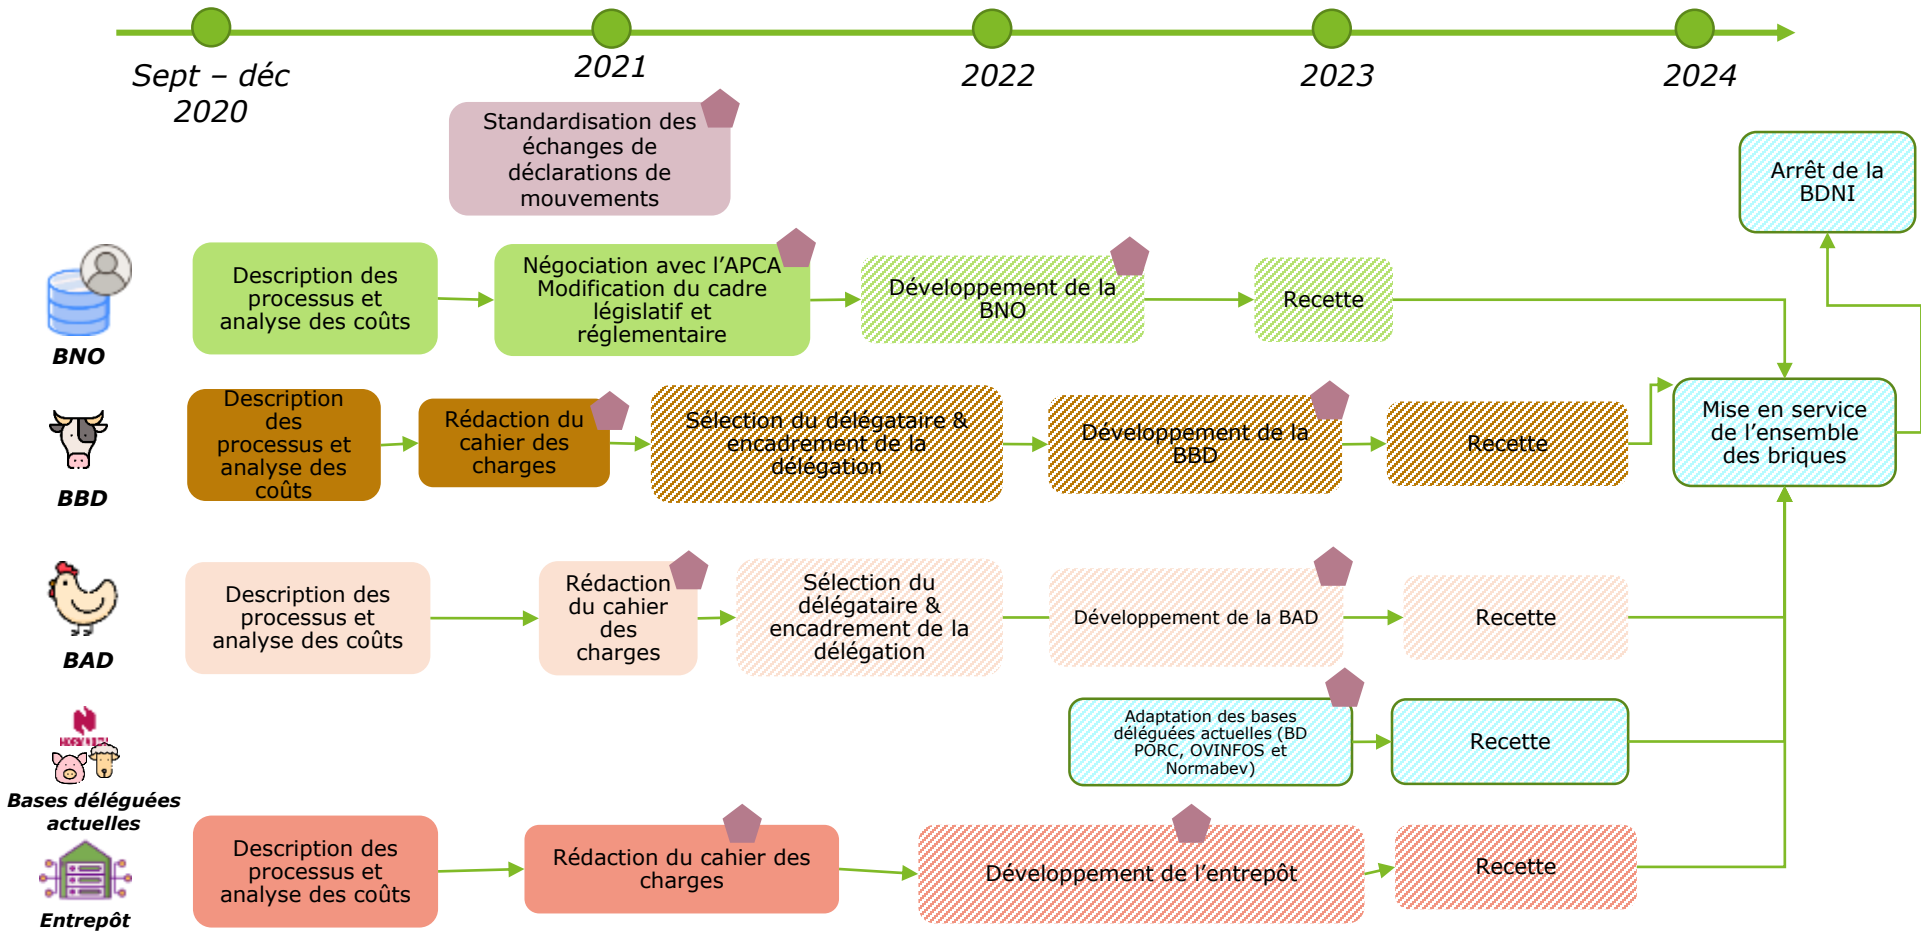 Sept – déc
2020
2021
2022
2023
2024
Standardisation des
échanges de
déclarations de
mouvements
Arrêt de la
BDNI
BNO
Description des
processus et
analyse des coûts
Négociation avec l'APCA
Modification du cadre
législatif et
réglementaire
Développement de la
BNO
Recette
BBD
Description
des
processus et
analyse des
coûts
Rédaction du
cahier des
charges
Sélection du délégataire &
encadrement de la
délégation
Développement de la
BBD
Recette
Mise en service
de l'ensemble
des briques
BAD
Description des
processus et
analyse des coûts
Rédaction
du cahier
des
charges
Sélection du
délégataire &
encadrement de la
délégation
Développement de la BAD
Recette
Bases déléguées
actuelles
Adaptation des bases
déléguées actuelles (BD
PORC, OVINFOS et
Normabev)
Recette
Entrepôt
Description des
processus et
analyse des coûts
Rédaction du cahier des
charges
Développement de l'entrepôt
Recette